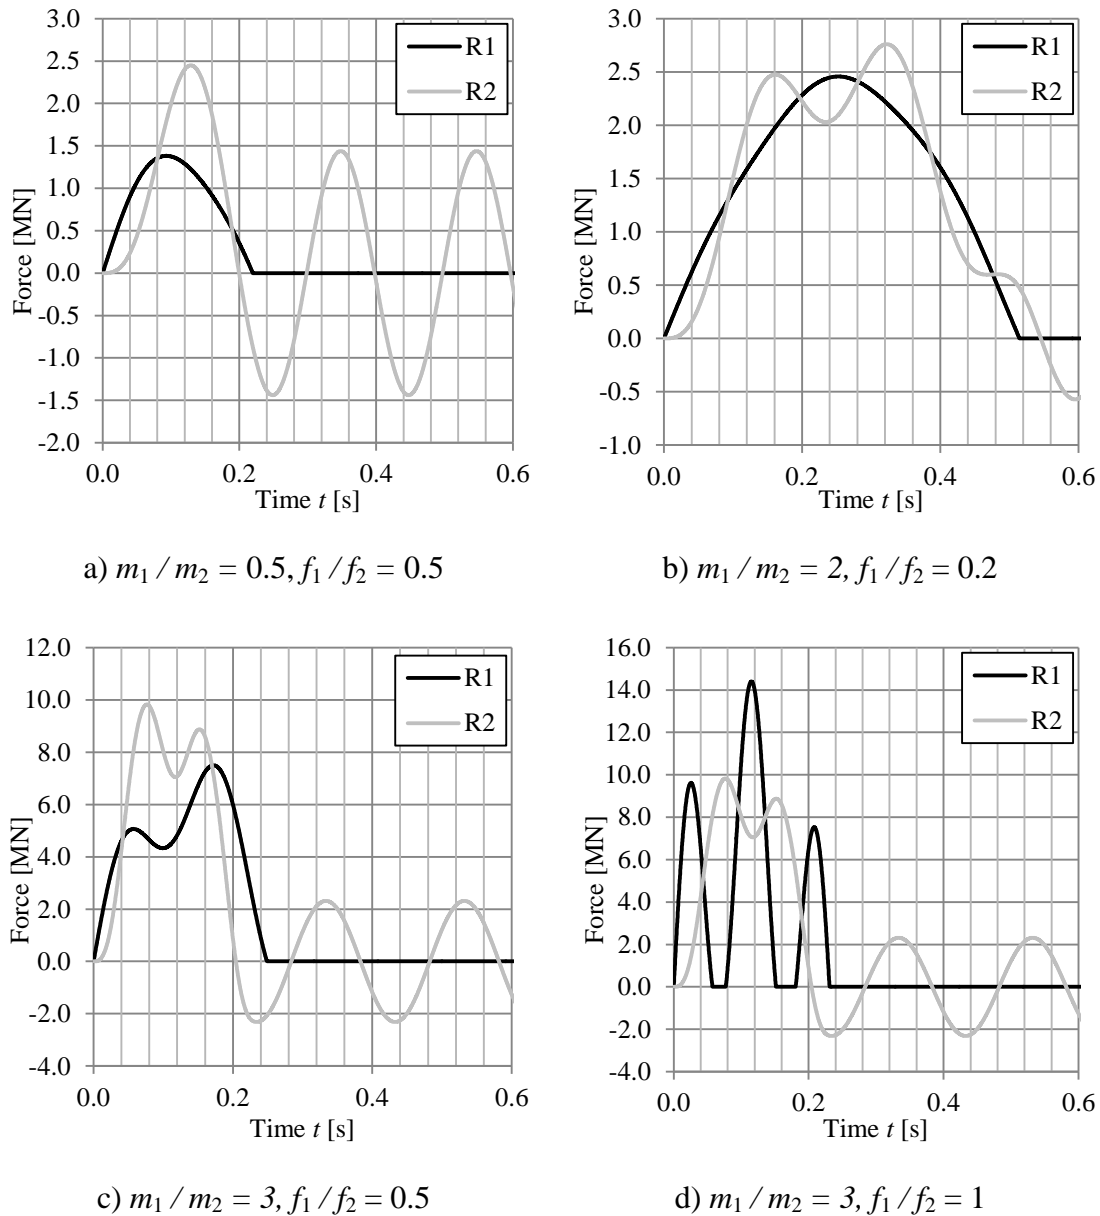 3.0
2.5
2.0
1.5
1.0
0.5
0.0
-0.5
-1.0
-1.5
-2.0
Force [MN]
R1
R2
0.0 0.2 0.4 0.6
Time t [s]
a) m1 / m2 = 0.5, f1 / f2 = 0.5
3.0
2.5
2.0
1.5
1.0
0.5
0.0
-0.5
-1.0
Force [MN]
R1
R2
0.0 0.2 0.4 0.6
Time t [s]
b) m1 / m2 = 2, f1 / f2 = 0.2
12.0
10.0
8.0
6.0
4.0
2.0
0.0
-2.0
-4.0
Force [MN]
R1
R2
0.0 0.2 0.4 0.6
Time t [s]
c) m1 / m2 = 3, f1 / f2 = 0.5
16.0
14.0
12.0
10.0
8.0
6.0
4.0
2.0
0.0
-2.0
-4.0
Force [MN]
R1
R2
0.0 0.2 0.4 0.6
Time t [s]
d) m1 / m2 = 3, f1 / f2 = 1